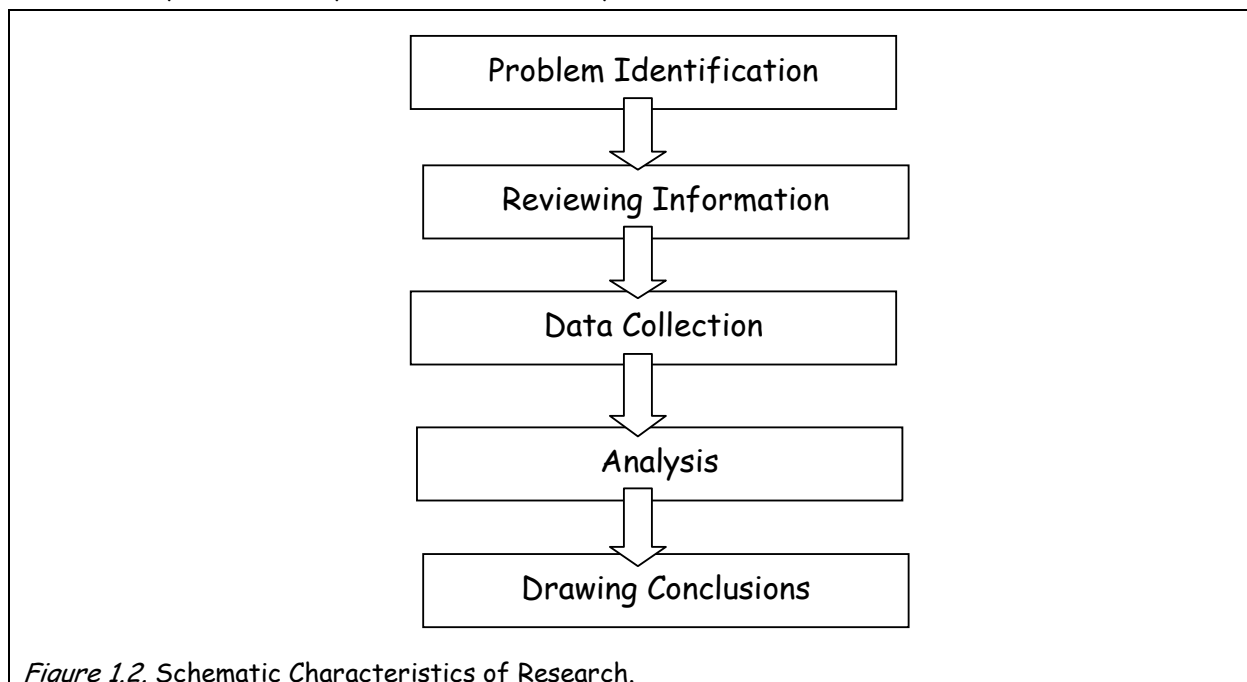 Problem Identification
Reviewing Information
Data Collection
Analysis
Drawing Conclusions
Figure 1.2. Schematic Characteristics of Research.